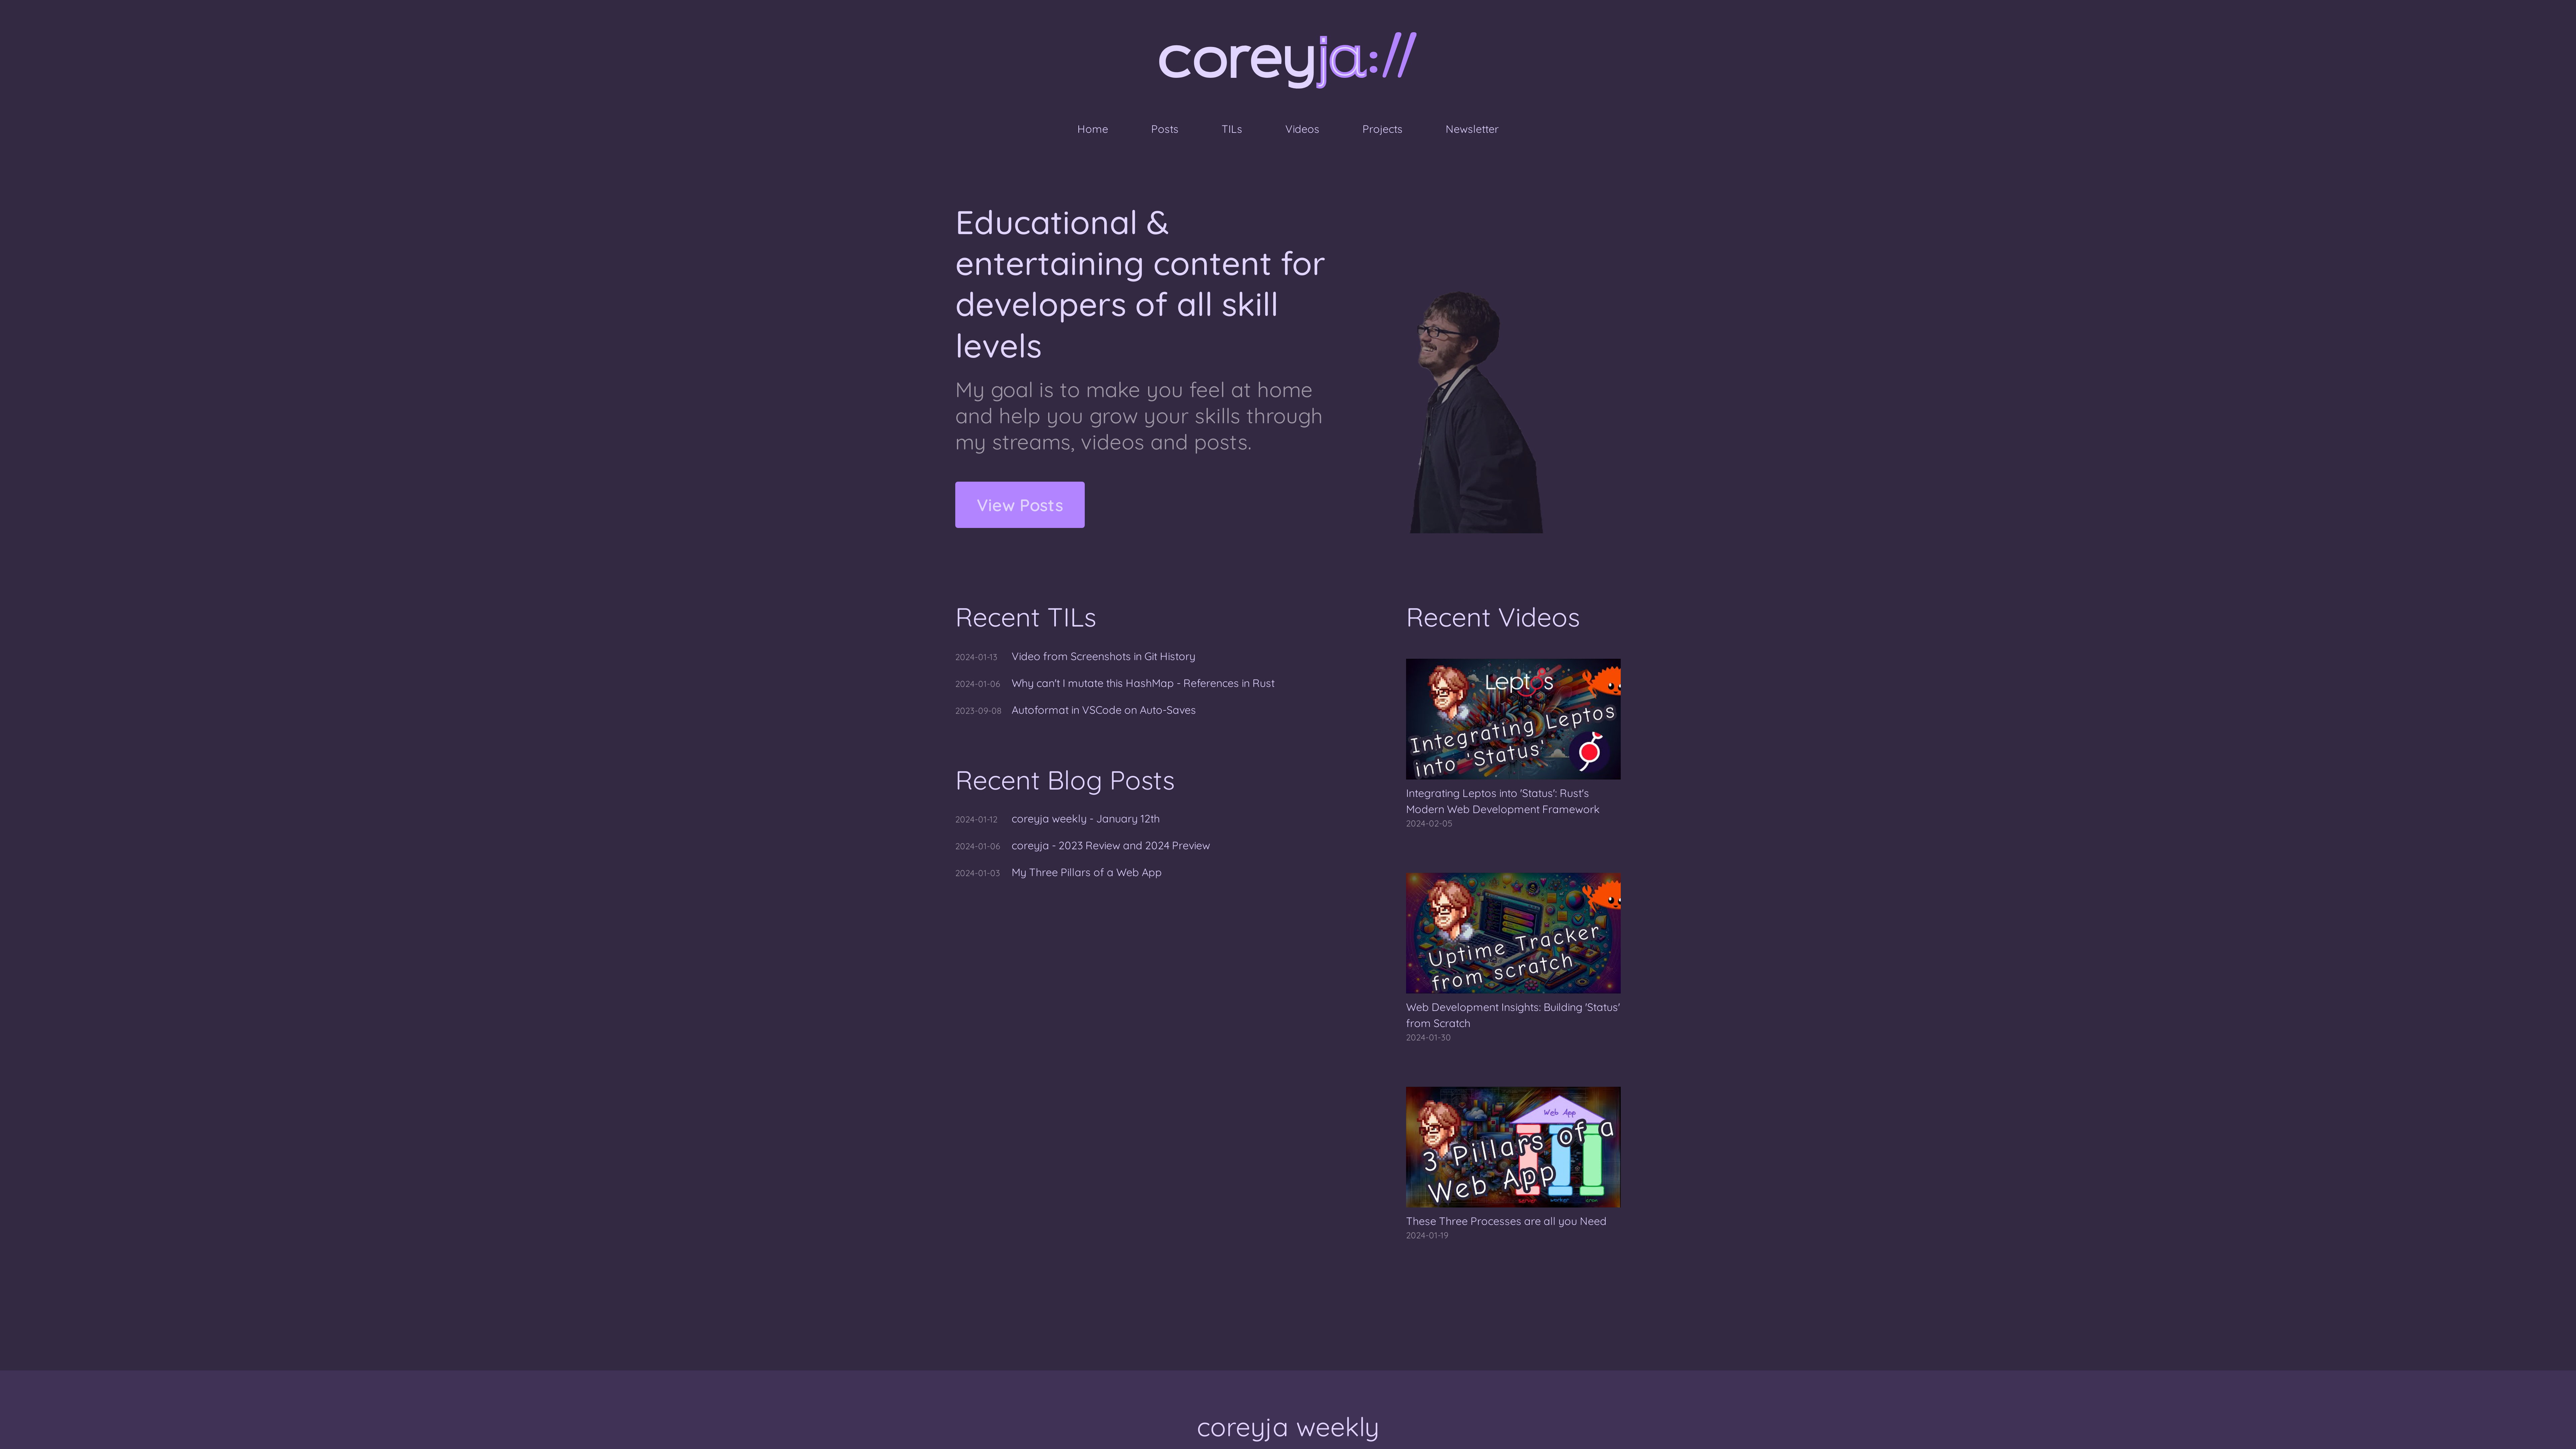 coreyja://
Home Posts TILs Videos Projects Newsletter
Educational &
entertaining content for
developers of all skill
levels
My goal is to make you feel at home
and help you grow your skills through
my streams, videos and posts.
View Posts
Recent TILs
2024-01-13 Video from Screenshots in Git History
2024-01-06 Why can't I mutate this HashMap - References in Rust
2023-09-08 Autoformat in VSCode on Auto-Saves
Recent Blog Posts
2024-01-12 coreyja weekly - January 12th
2024-01-06 coreyja - 2023 Review and 2024 Preview
2024-01-03 My Three Pillars of a Web App
Recent Videos
Leptos
Integrating Leptos
into 'Status'
Integrating Leptos into 'Status': Rust's
Modern Web Development Framework
2024-02-05
Uptime Tracker
from scratch
Web Development Insights: Building 'Status'
from Scratch
2024-01-30
Web App
3 Pillars of a
Web App
worker
These Three Processes are all you Need
2024-01-19
coreyja weekly